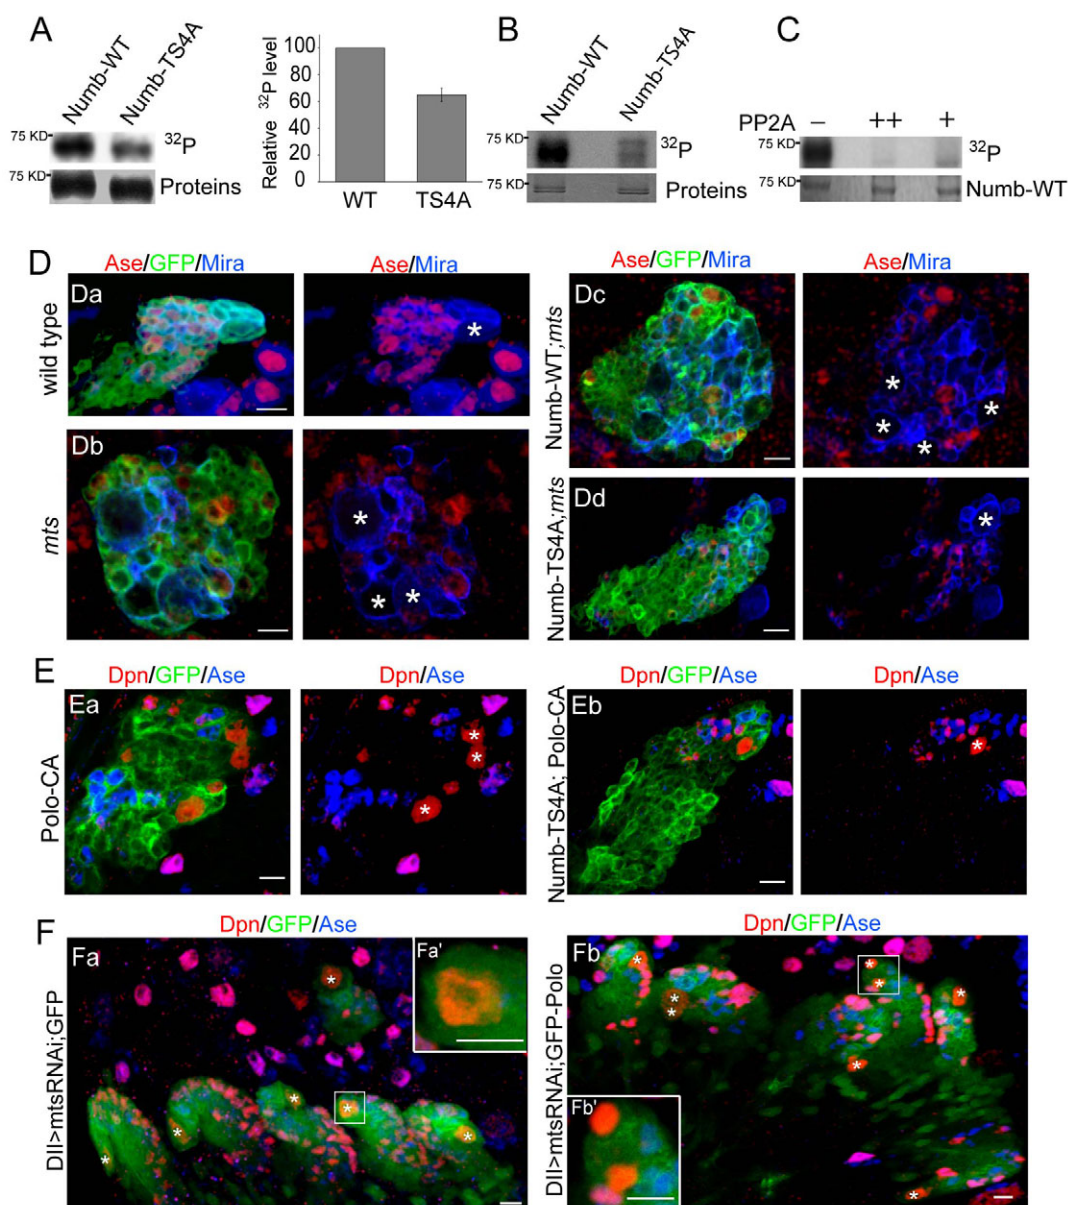 A
Numb-WT
Numb-TS4A
75 KD
32P
75 KD
Proteins
Relative 32P level
100
80
60
40
20
0
WT
TS4A
B
Numb-WT
Numb-TS4A
75 KD
32P
75 KD
Proteins
C
PP2A – ++ +
75 KD
32P
75 KD
Numb-WT
D
Ase/GFP/Mira
Ase/Mira
Ase/GFP/Mira
Ase/Mira
wild type
Da
*
Numb-WT;mts
Dc
* * * *
mts
Db
* * *
Numb-TS4A;mts
Dd
*
E
Dpn/GFP/Ase
Dpn/Ase
Dpn/GFP/Ase
Dpn/Ase
Polo-CA
Ea
* * *
Numb-TS4A; Polo-CA
Eb
*
F
Dpn/GFP/Ase
Dpn/GFP/Ase
Dll>mtsRNAi;GFP
Fa
Fa'
* * * * * *
Dll>mtsRNAi;GFP-Polo
Fb
Fb'
* * * * * * * *